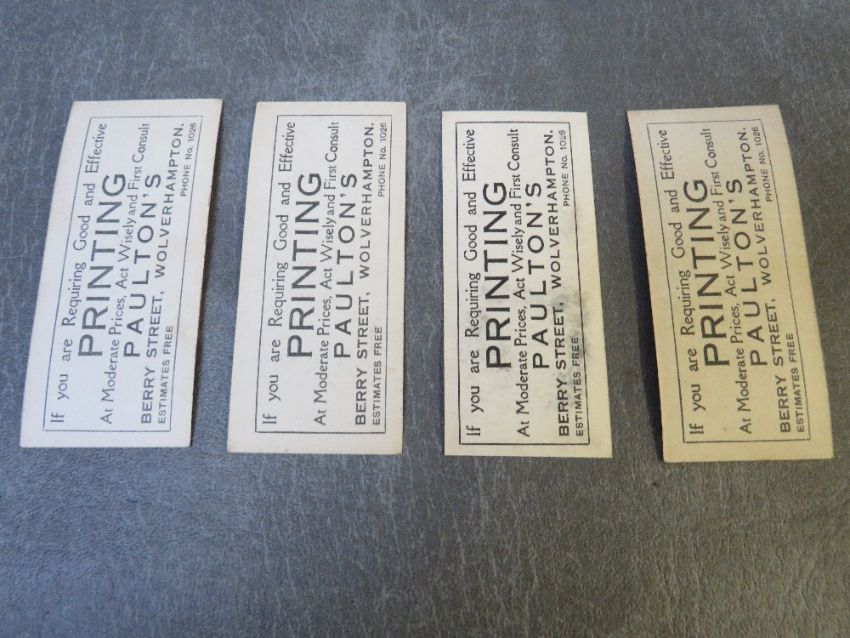 If you are Requiring Good and Effective
PRINTING
At Moderate Prices, Act Wisely and First Consult
PAULTON'S
BERRY STREET, WOLVERHAMPTON.
ESTIMATES FREE PHONE No. 1026
If you are Requiring Good and Effective
PRINTING
At Moderate Prices, Act Wisely and First Consult
PAULTON'S
BERRY STREET, WOLVERHAMPTON.
ESTIMATES FREE PHONE No. 1026
If you are Requiring Good and Effective
PRINTING
At Moderate Prices, Act Wisely and First Consult
PAULTON'S
BERRY STREET, WOLVERHAMPTON.
ESTIMATES FREE PHONE No. 1026
If you are Requiring Good and Effective
PRINTING
At Moderate Prices, Act Wisely and First Consult
PAULTON'S
BERRY STREET, WOLVERHAMPTON.
ESTIMATES FREE PHONE No. 1026